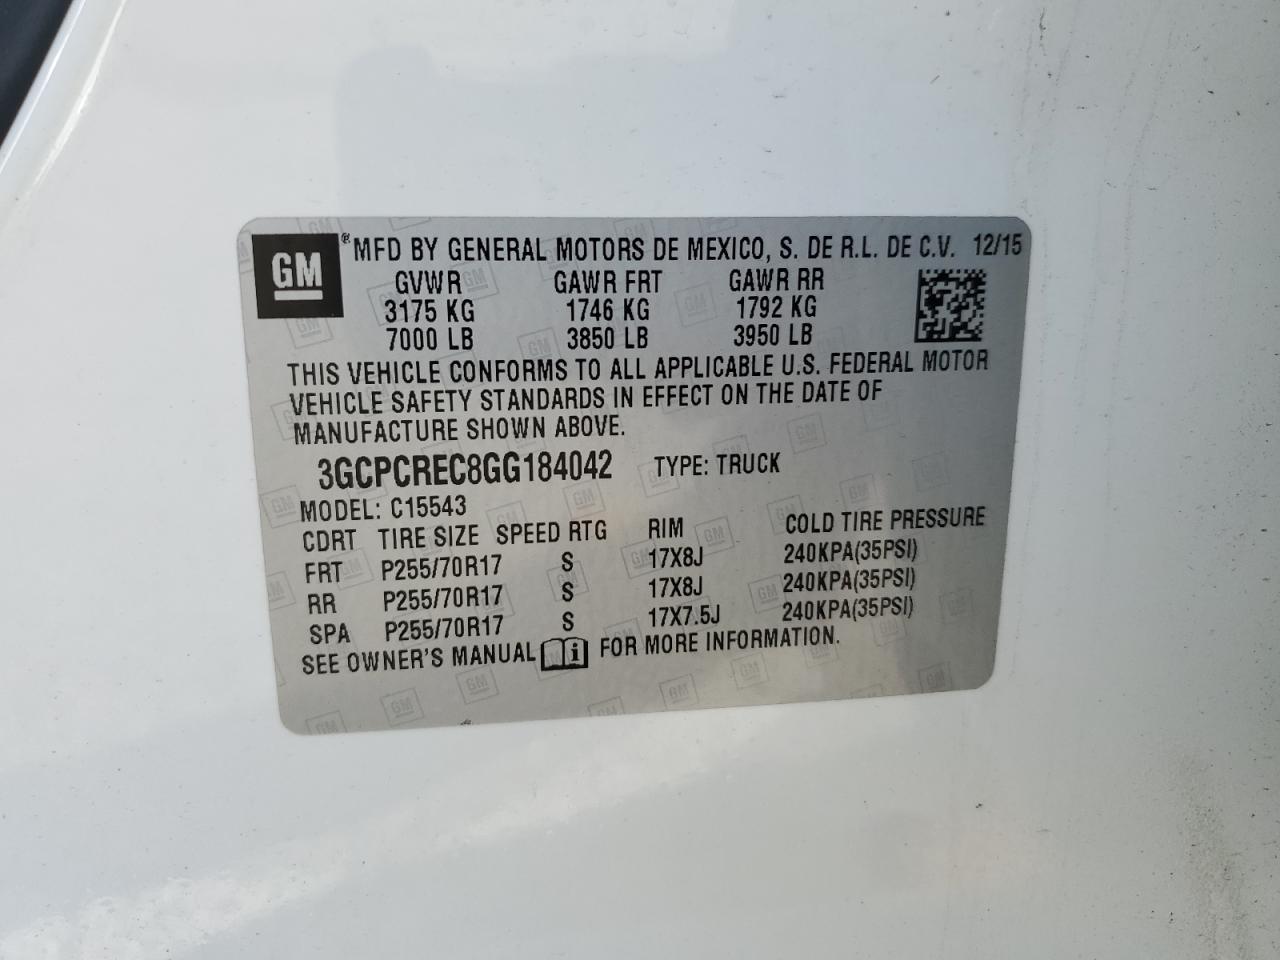 GM ® MFD BY GENERAL MOTORS DE MEXICO, S. DE R.L. DE C.V. 12/15
GVWR GAWR FRT GAWR RR
3175 KG 1746 KG 1792 KG
7000 LB 3850 LB 3950 LB
THIS VEHICLE CONFORMS TO ALL APPLICABLE U.S. FEDERAL MOTOR
VEHICLE SAFETY STANDARDS IN EFFECT ON THE DATE OF
MANUFACTURE SHOWN ABOVE.
3GCPCREC8GG184042 TYPE: TRUCK
MODEL: C15543
CDRT TIRE SIZE SPEED RTG RIM COLD TIRE PRESSURE
FRT P255/70R17 S 17X8J 240KPA(35PSI)
RR P255/70R17 S 17X8J 240KPA(35PSI)
SPA P255/70R17 S 17X7.5J 240KPA(35PSI)
SEE OWNER'S MANUAL i FOR MORE INFORMATION.